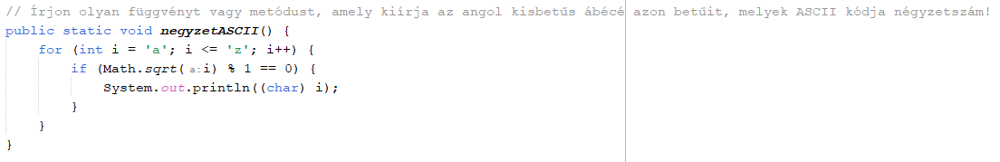 // Írjon olyan függvényt vagy metódust, amely kiírja az angol kisbetűs ábécé azon betűit, melyek ASCII kódja négyzetszám!
public static void negyzetASCII() {
    for (int i = 'a'; i <= 'z'; i++) {
        if (Math.sqrt( a: i) % 1 == 0) {
            System.out.println((char) i);
        }
    }
}